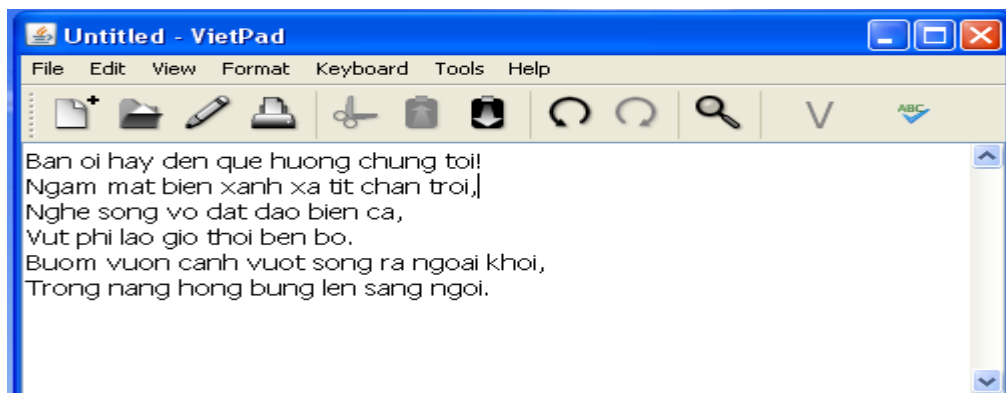 Untitled - VietPad
File Edit View Format Keyboard Tools Help
V ABC
Ban oi hay den que huong chung toi!
Ngam mat bien xanh xa tit chan troi,
Nghe song vo dat dao bien ca,
Vut phi lao gio thoi ben bo.
Buom vuon canh vuot song ra ngoai khoi,
Trong nang hong bung len sang ngoi.